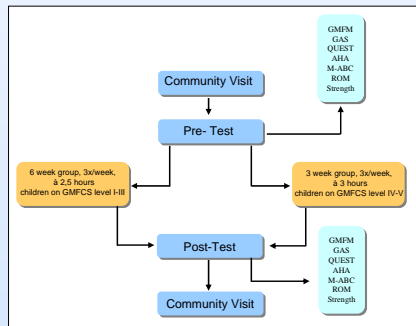 GMFM
GAS
QUEST
AHA
M-ABC
ROM
Strength
Community Visit
Pre- Test
6 week group, 3x/week,
à 2,5 hours
children on GMFCS level I-III
3 week group, 3x/week,
à 3 hours
children on GMFCS level IV-V
Post-Test
GMFM
GAS
QUEST
AHA
M-ABC
ROM
Strength
Community Visit